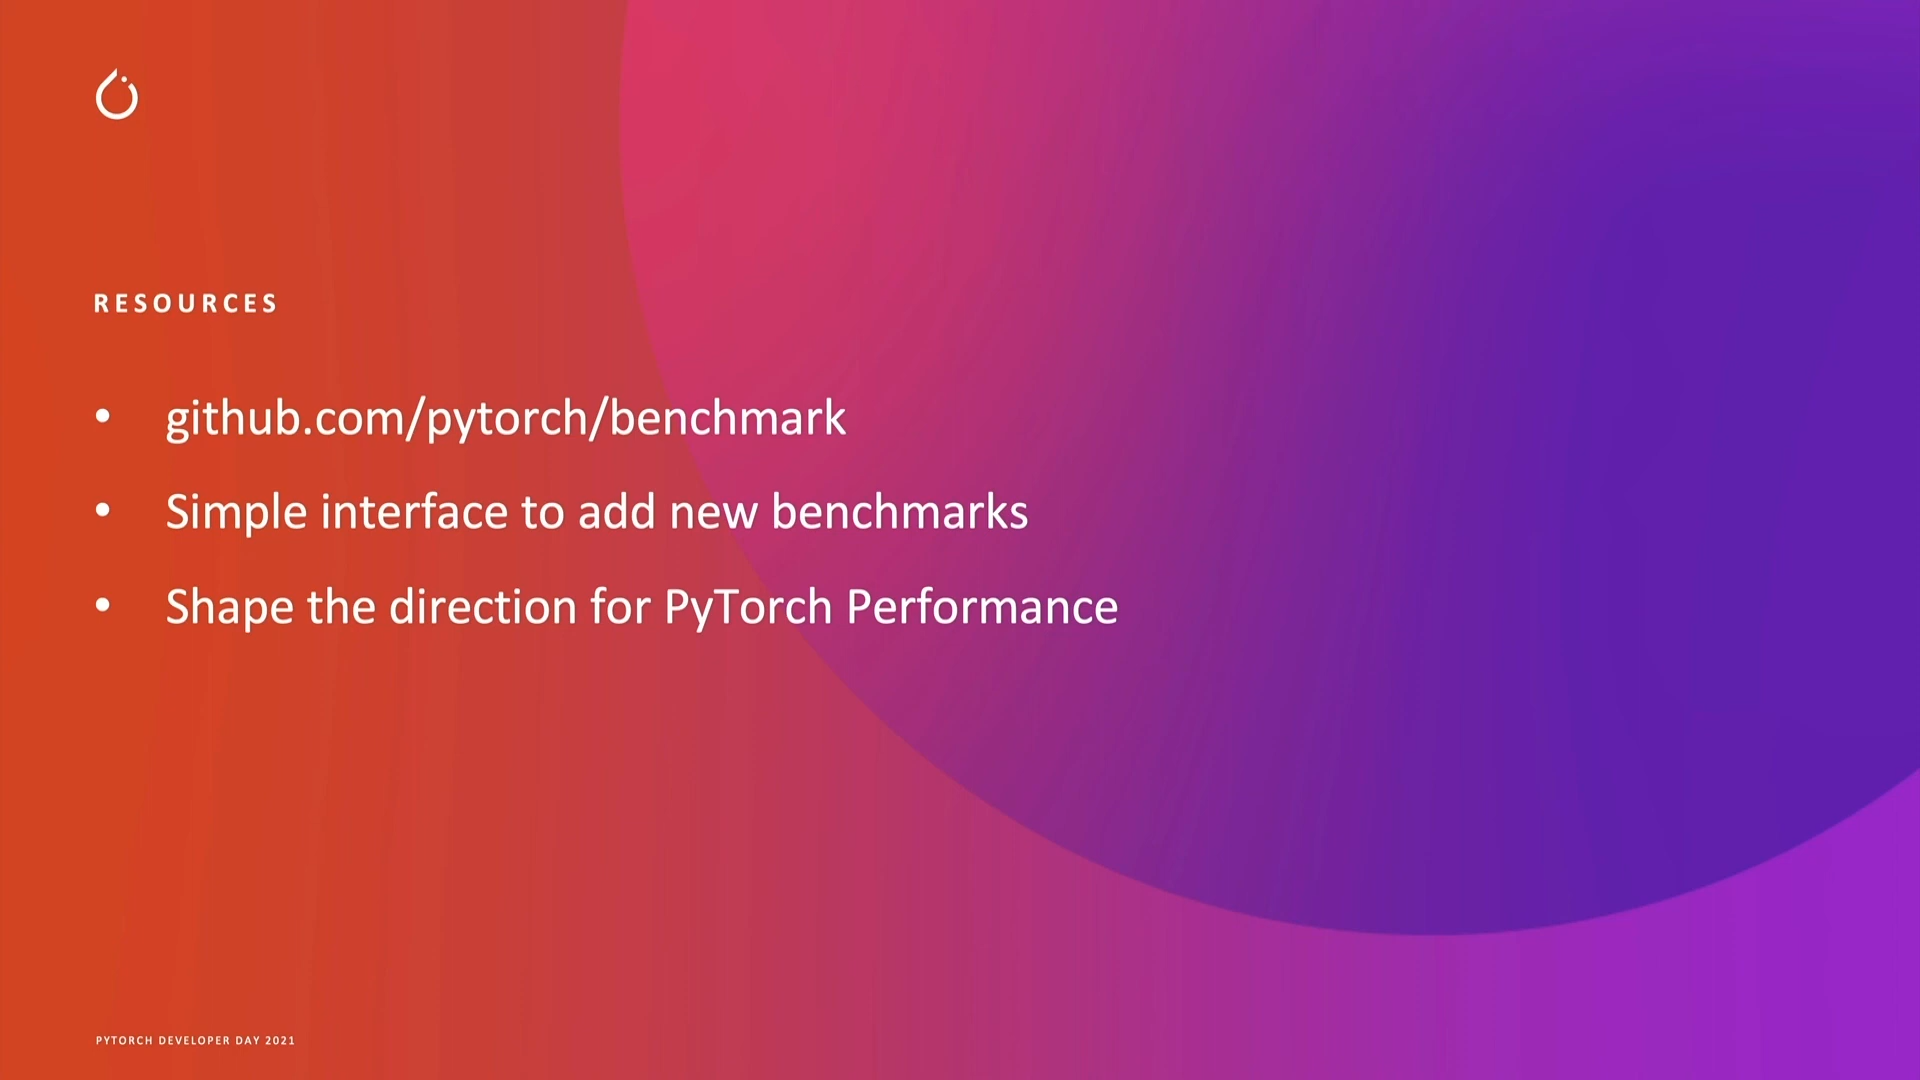 RESOURCES
• github.com/pytorch/benchmark
• Simple interface to add new benchmarks
• Shape the direction for PyTorch Performance
PYTORCH DEVELOPER DAY 2021